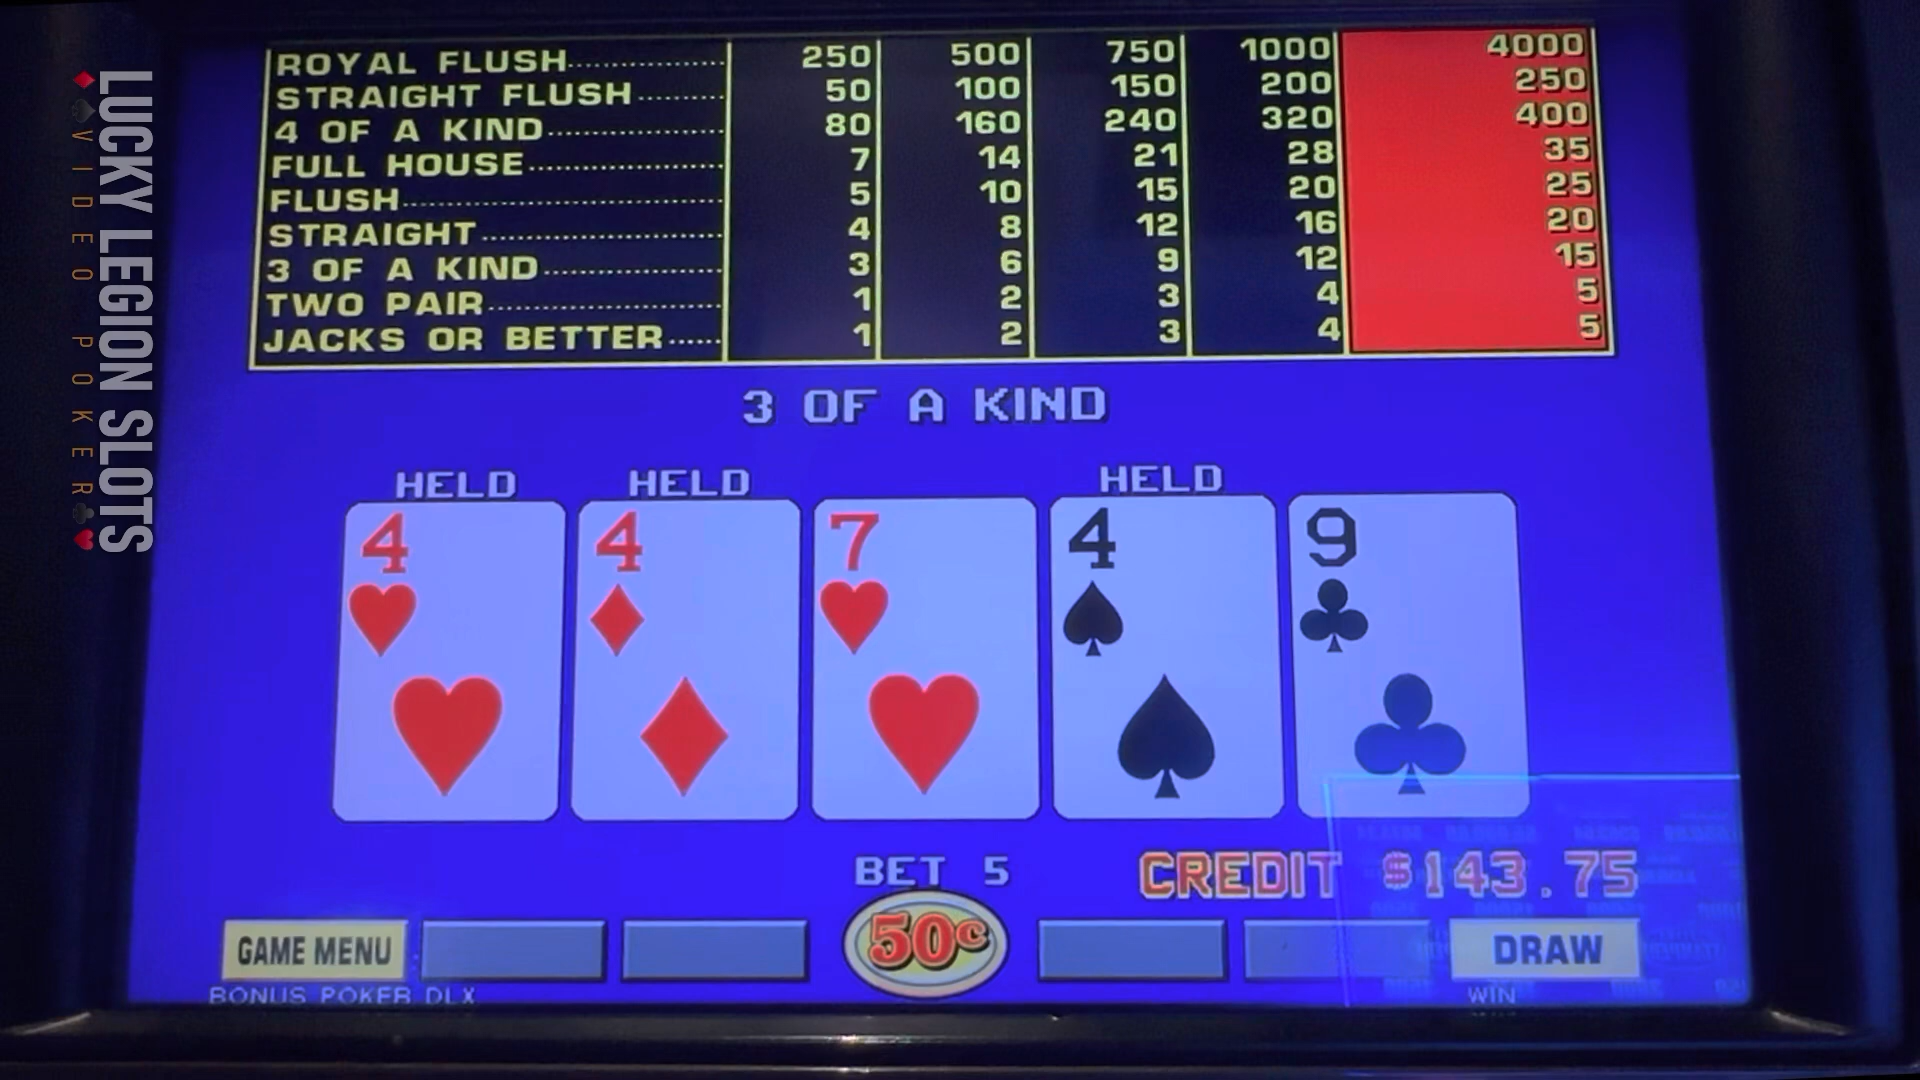 LUCKY LEGION SLOTS
VIDEO POKER
ROYAL FLUSH 250 500 750 1000 4000
STRAIGHT FLUSH 50 100 150 200 250
4 OF A KIND 80 160 240 320 400
FULL HOUSE 7 14 21 28 35
FLUSH 5 10 15 20 25
STRAIGHT 4 8 12 16 20
3 OF A KIND 3 6 9 12 15
TWO PAIR 1 2 3 4 5
JACKS OR BETTER 1 2 3 4 5
3 OF A KIND
HELD HELD HELD
4 4 7 4 9
BET 5 CREDIT $143.75
GAME MENU 50¢ DRAW
BONUS POKER DLX WIN